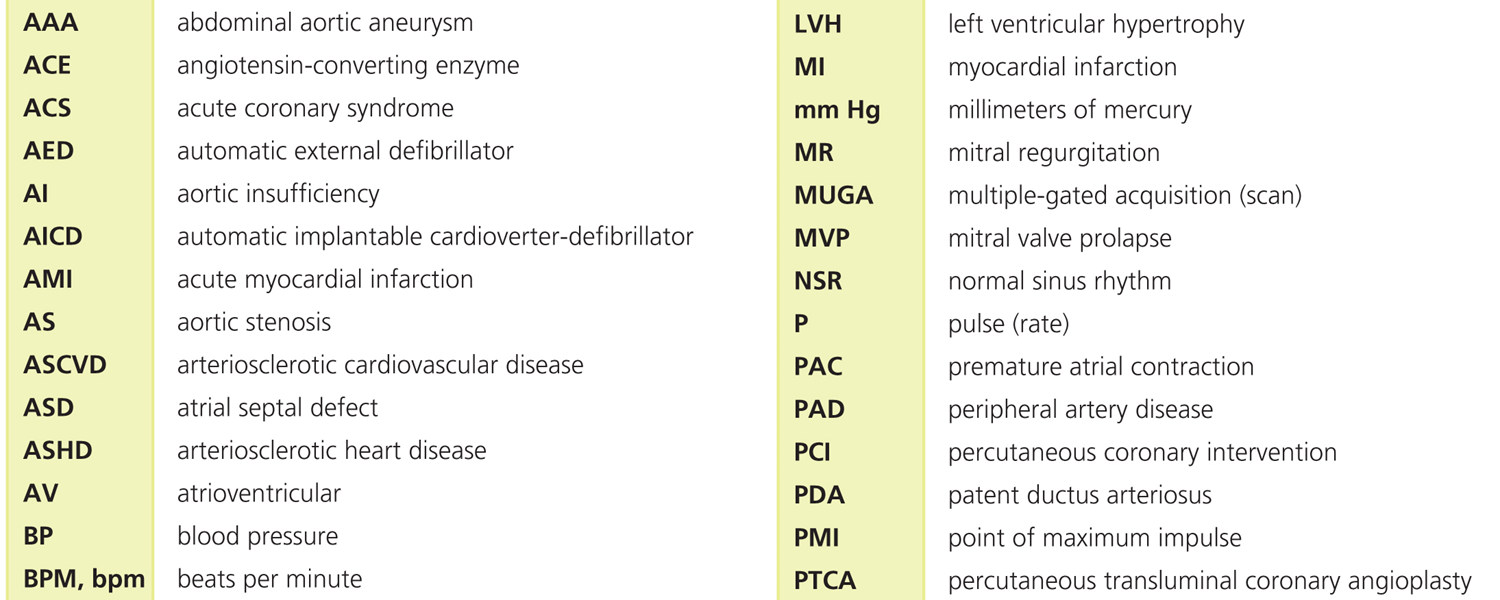 AAA abdominal aortic aneurysm
ACE angiotensin-converting enzyme
ACS acute coronary syndrome
AED automatic external defibrillator
AI aortic insufficiency
AICD automatic implantable cardioverter-defibrillator
AMI acute myocardial infarction
AS aortic stenosis
ASCVD arteriosclerotic cardiovascular disease
ASD atrial septal defect
ASHD arteriosclerotic heart disease
AV atrioventricular
BP blood pressure
BPM, bpm beats per minute
LVH left ventricular hypertrophy
MI myocardial infarction
mm Hg millimeters of mercury
MR mitral regurgitation
MUGA multiple-gated acquisition (scan)
MVP mitral valve prolapse
NSR normal sinus rhythm
P pulse (rate)
PAC premature atrial contraction
PAD peripheral artery disease
PCI percutaneous coronary intervention
PDA patent ductus arteriosus
PMI point of maximum impulse
PTCA percutaneous transluminal coronary angioplasty